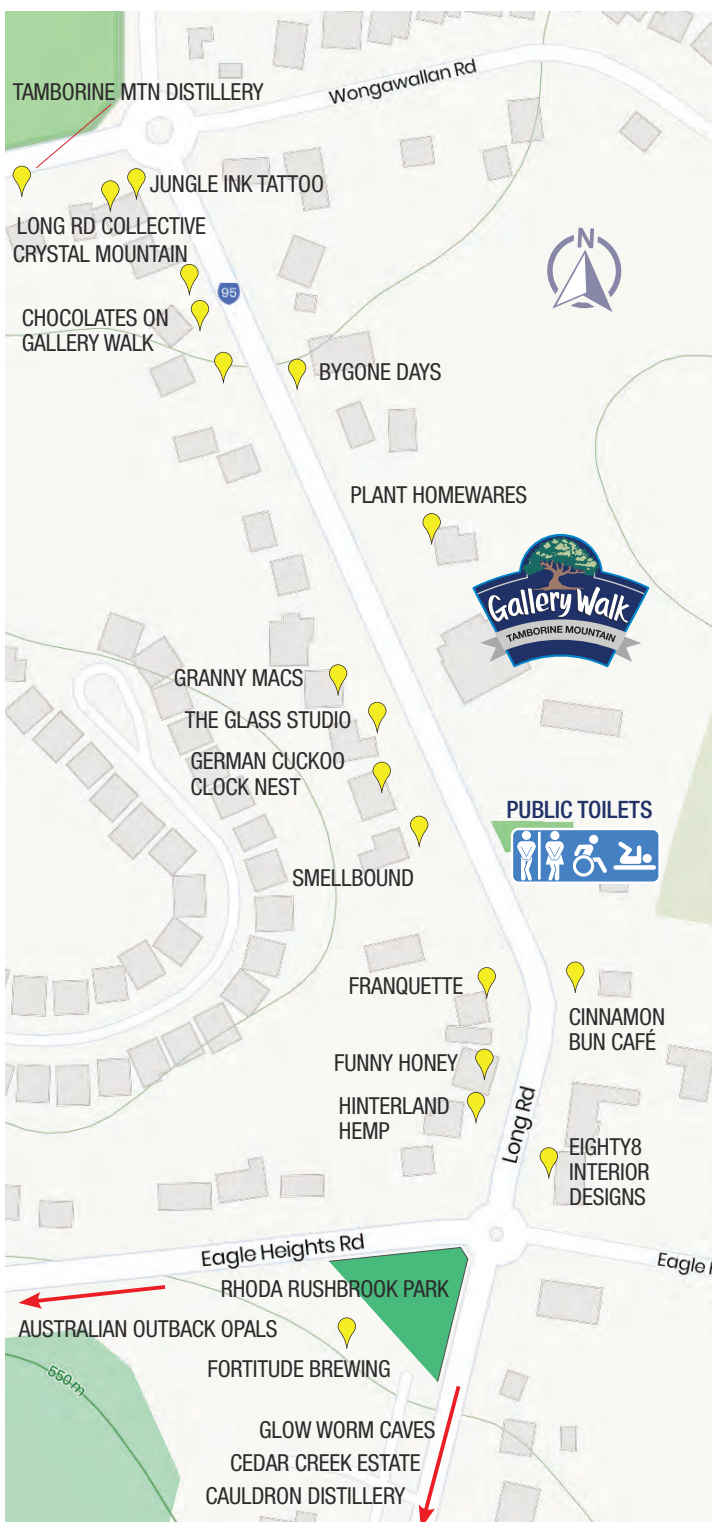 Wongawallan Rd
TAMBORINE MTN DISTILLERY
JUNGLE INK TATTOO
LONG RD COLLECTIVE
CRYSTAL MOUNTAIN
N
95
CHOCOLATES ON
GALLERY WALK
BYGONE DAYS
PLANT HOMEWARES
Gallery Walk
TAMBORINE MOUNTAIN
GRANNY MACS
THE GLASS STUDIO
GERMAN CUCKOO
CLOCK NEST
PUBLIC TOILETS
SMELLBOUND
FRANQUETTE
CINNAMON
BUN CAFÉ
FUNNY HONEY
HINTERLAND
HEMP
Long Rd
EIGHTY8
INTERIOR
DESIGNS
Eagle Heights Rd
Eagle H
RHODA RUSHBROOK PARK
AUSTRALIAN OUTBACK OPALS
FORTITUDE BREWING
550m
GLOW WORM CAVES
CEDAR CREEK ESTATE
CAULDRON DISTILLERY